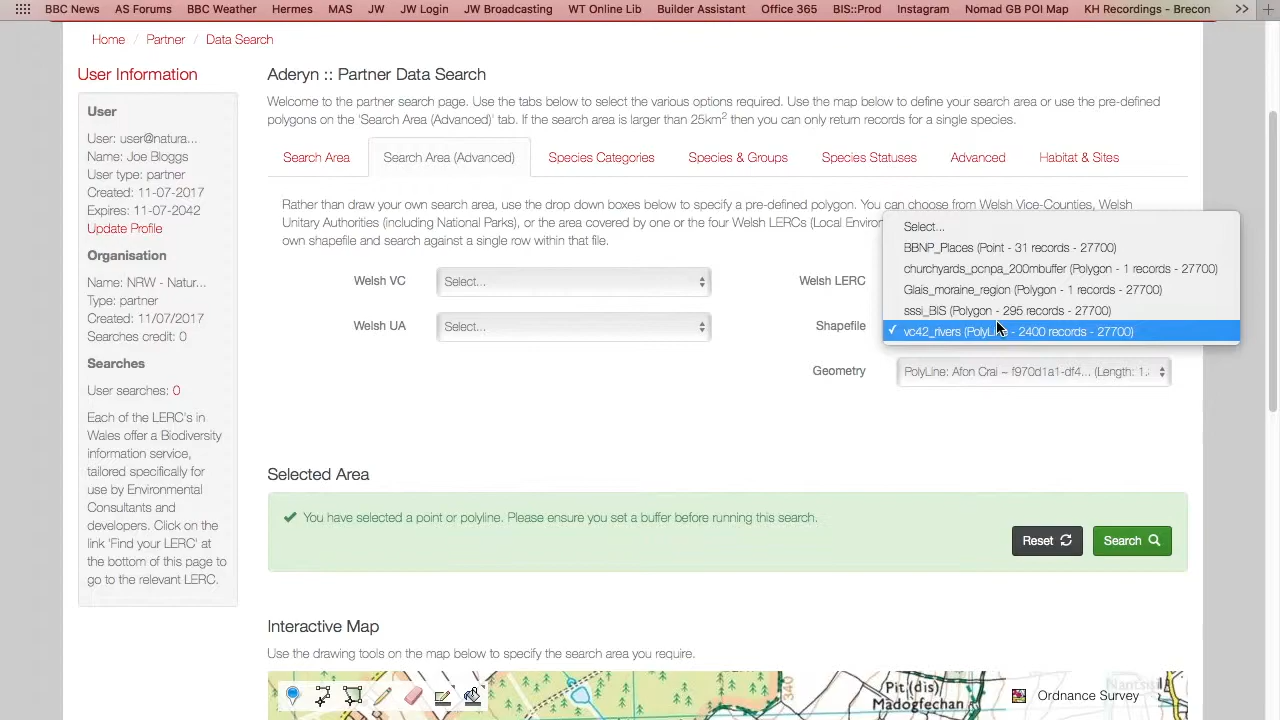 BBC News AS Forums BBC Weather Hermes MAS JW JW Login JW Broadcasting WT Online Lib Builder Assistant Office 365 BIS::Prod Instagram Nomad GB POI Map KH Recordings - Brecon
Home / Partner / Data Search
User Information
User
User: user@natura...
Name: Joe Bloggs
User type: partner
Created: 11-07-2017
Expires: 11-07-2042
Update Profile
Organisation
Name: NRW - Natur...
Type: partner
Created: 11/07/2017
Searches credit: 0
Searches
User searches: 0
Each of the LERC's in
Wales offer a Biodiversity
information service,
tailored specifically for
use by Environmental
Consultants and
developers. Click on the
link 'Find your LERC' at
the bottom of this page to
go to the relevant LERC.
Aderyn :: Partner Data Search
Welcome to the partner search page. Use the tabs below to select the various options required. Use the map below to define your search area or use the pre-defined
polygons on the 'Search Area (Advanced)' tab. If the search area is larger than 25km² then you can only return records for a single species.
Search Area Search Area (Advanced) Species Categories Species & Groups Species Statuses Advanced Habitat & Sites
Rather than draw your own search area, use the drop down boxes below to specify a pre-defined polygon. You can choose from Welsh Vice-Counties, Welsh
Unitary Authorities (including National Parks), or the area covered by one or the four Welsh LERCs (Local
own shapefile and search against a single row within that file.
Welsh VC Select... Welsh LERC
Welsh UA Select... Shapefile
Select...
BBNP_Places (Point - 31 records - 27700)
churchyards_pcnpa_200mbuffer (Polygon - 1 records - 27700)
Glais_moraine_region (Polygon - 1 records - 27700)
sssi_BIS (Polygon - 295 records - 27700)
vc42_rivers (PolyLine - 2400 records - 27700)
Geometry PolyLine: Afon Crai ~ f970d1a1-df4... (Length: 1.
Selected Area
You have selected a point or polyline. Please ensure you set a buffer before running this search.
Reset Search
Interactive Map
Use the drawing tools on the map below to specify the search area you require.
340
Pit (dis)
Madogfechan
Nantstil
Ordnance Survey